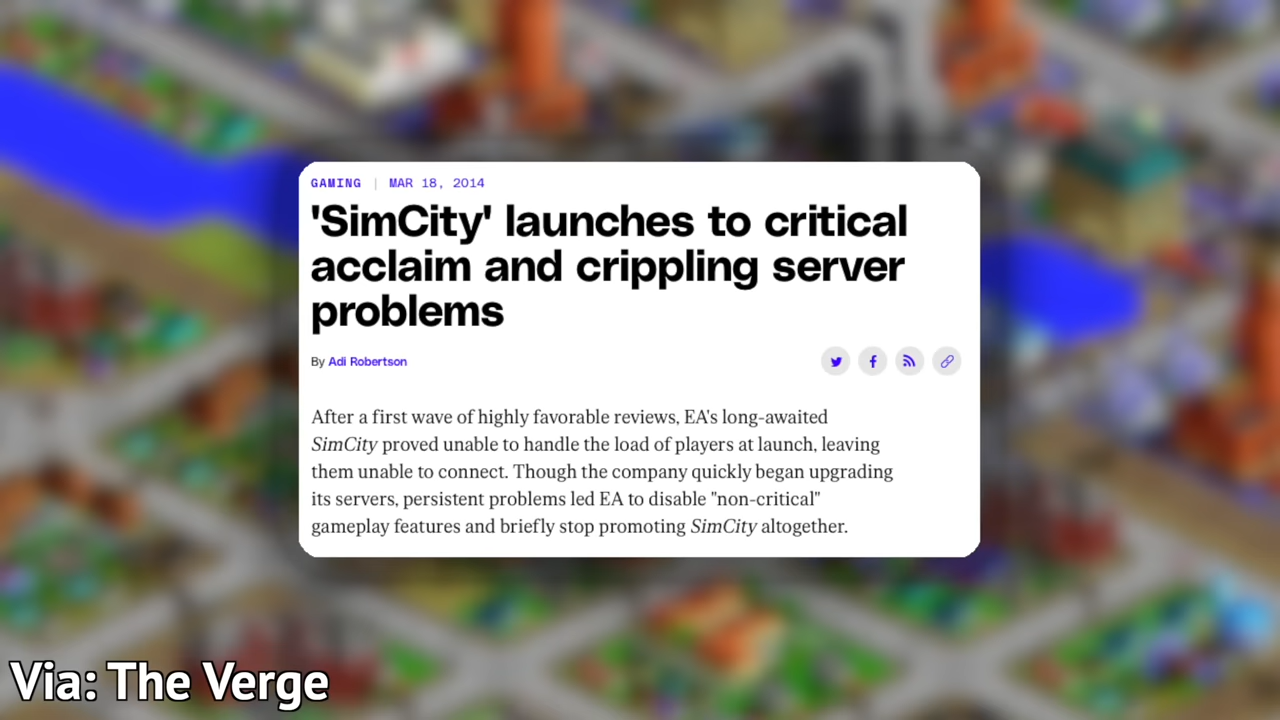 GAMING | MAR 18, 2014
'SimCity' launches to critical
acclaim and crippling server
problems
By Adi Robertson
After a first wave of highly favorable reviews, EA's long-awaited
SimCity proved unable to handle the load of players at launch, leaving
them unable to connect. Though the company quickly began upgrading
its servers, persistent problems led EA to disable "non-critical"
gameplay features and briefly stop promoting SimCity altogether.
Via: The Verge